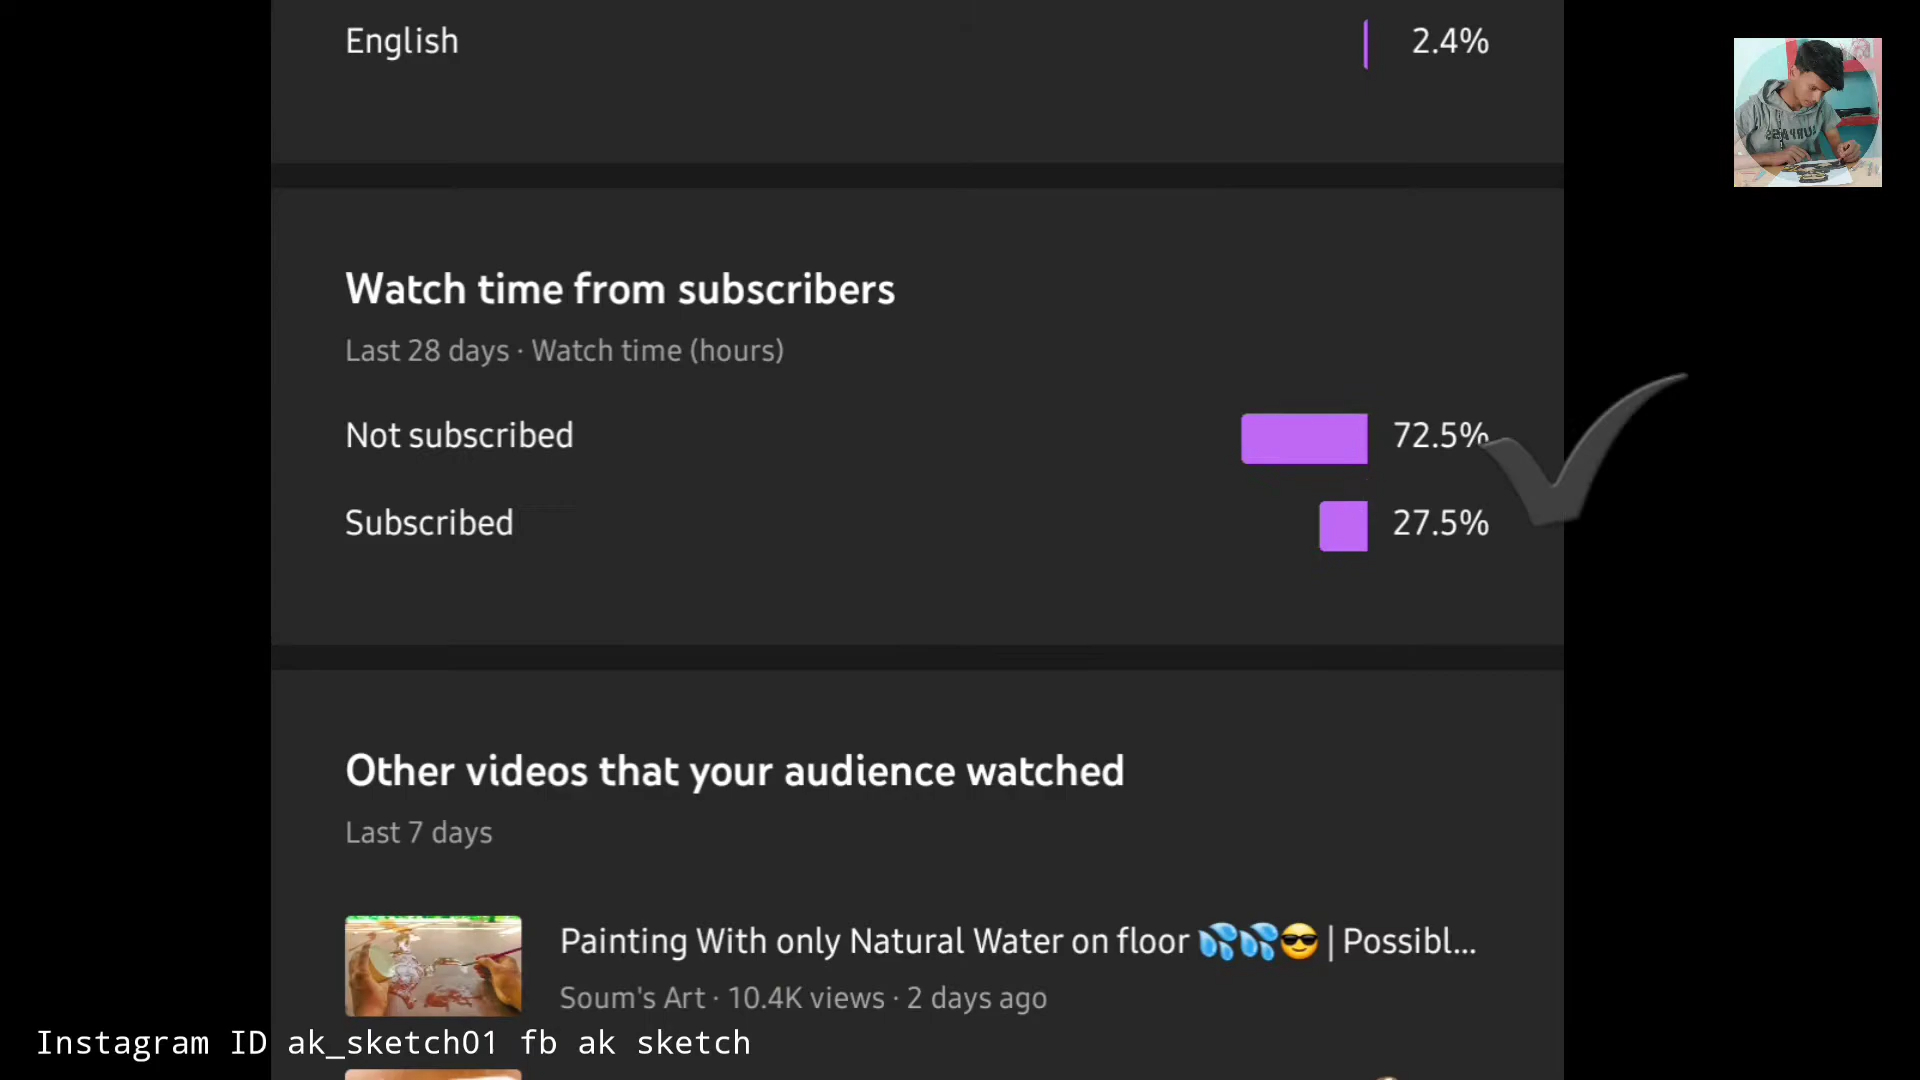 English 2.4%
Watch time from subscribers
Last 28 days · Watch time (hours)
Not subscribed 72.5%
Subscribed 27.5%
Other videos that your audience watched
Last 7 days
Painting With only Natural Water on floor 💦💦😎 | Possibl...
Soum's Art · 10.4K views · 2 days ago
Instagram ID ak_sketch01 fb ak sketch